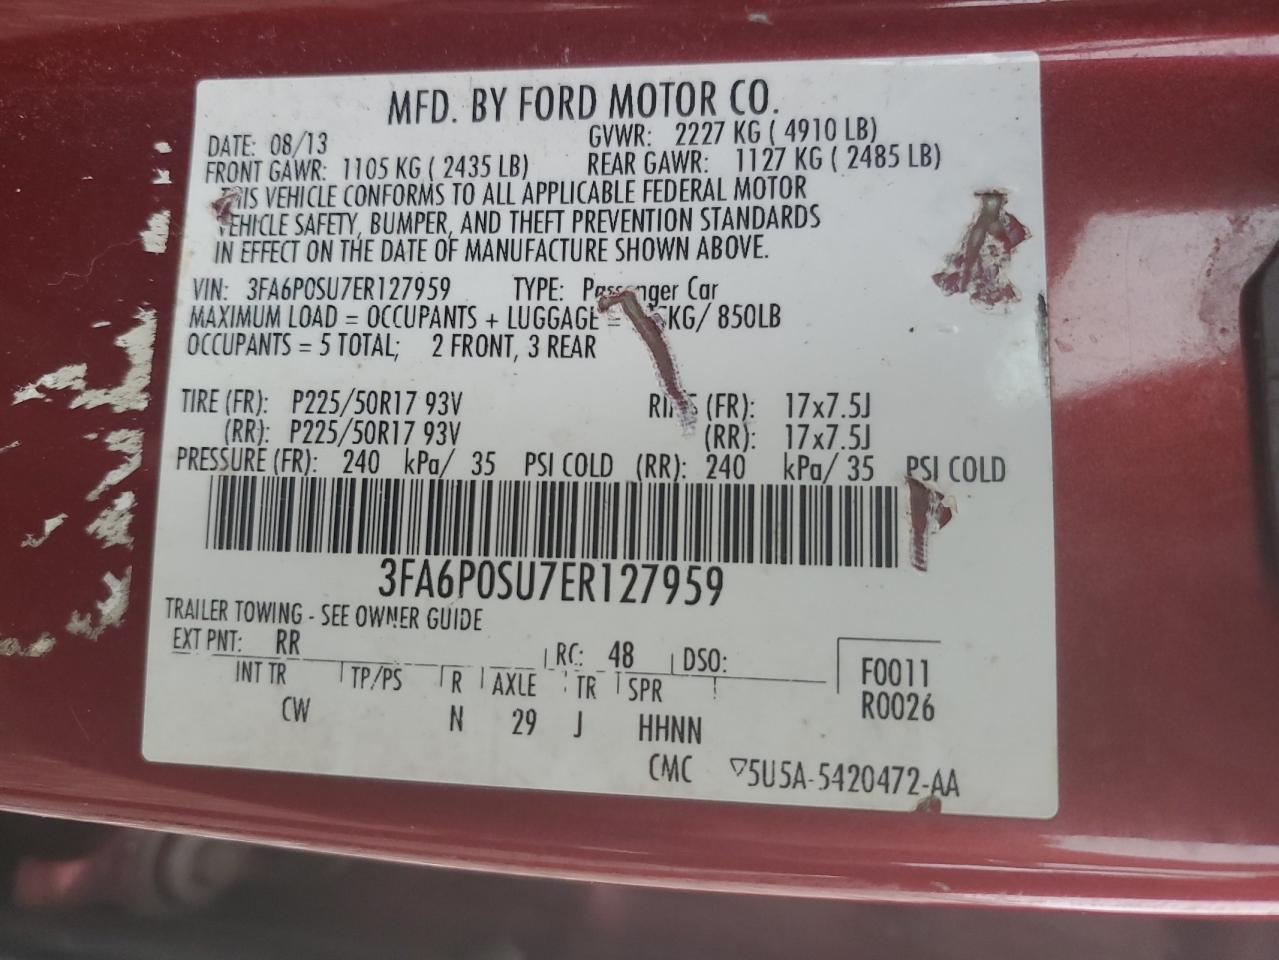 MFD. BY FORD MOTOR CO.
DATE: 08/13 GVWR: 2227 KG ( 4910 LB)
FRONT GAWR: 1105 KG ( 2435 LB) REAR GAWR: 1127 KG ( 2485 LB)
VEHICLE CONFORMS TO ALL APPLICABLE FEDERAL MOTOR
SAFETY, BUMPER, AND THEFT PREVENTION STANDARDS
IN EFFECT ON THE DATE OF MANUFACTURE SHOWN ABOVE.
VIN: 3FA6P0SU7ER127959 TYPE: Passenger Car
MAXIMUM LOAD = OCCUPANTS + LUGGAGE = KG/ 850LB
OCCUPANTS = 5 TOTAL; 2 FRONT, 3 REAR
TIRE (FR): P225/50R17 93V (FR): 17x7.5J
(RR): P225/50R17 93V (RR): 17x7.5J
PRESSURE (FR): 240 kPa/ 35 PSI COLD (RR): 240 kPa/ 35 PSI COLD
3FA6P0SU7ER127959
TRAILER TOWING - SEE OWNER GUIDE
EXT PNT: RR RC: 48 DSO: F0011
INT TR TP/PS R AXLE TR SPR R0026
CW N 29 J HHNN
CMC ▽5U5A-5420472-AA